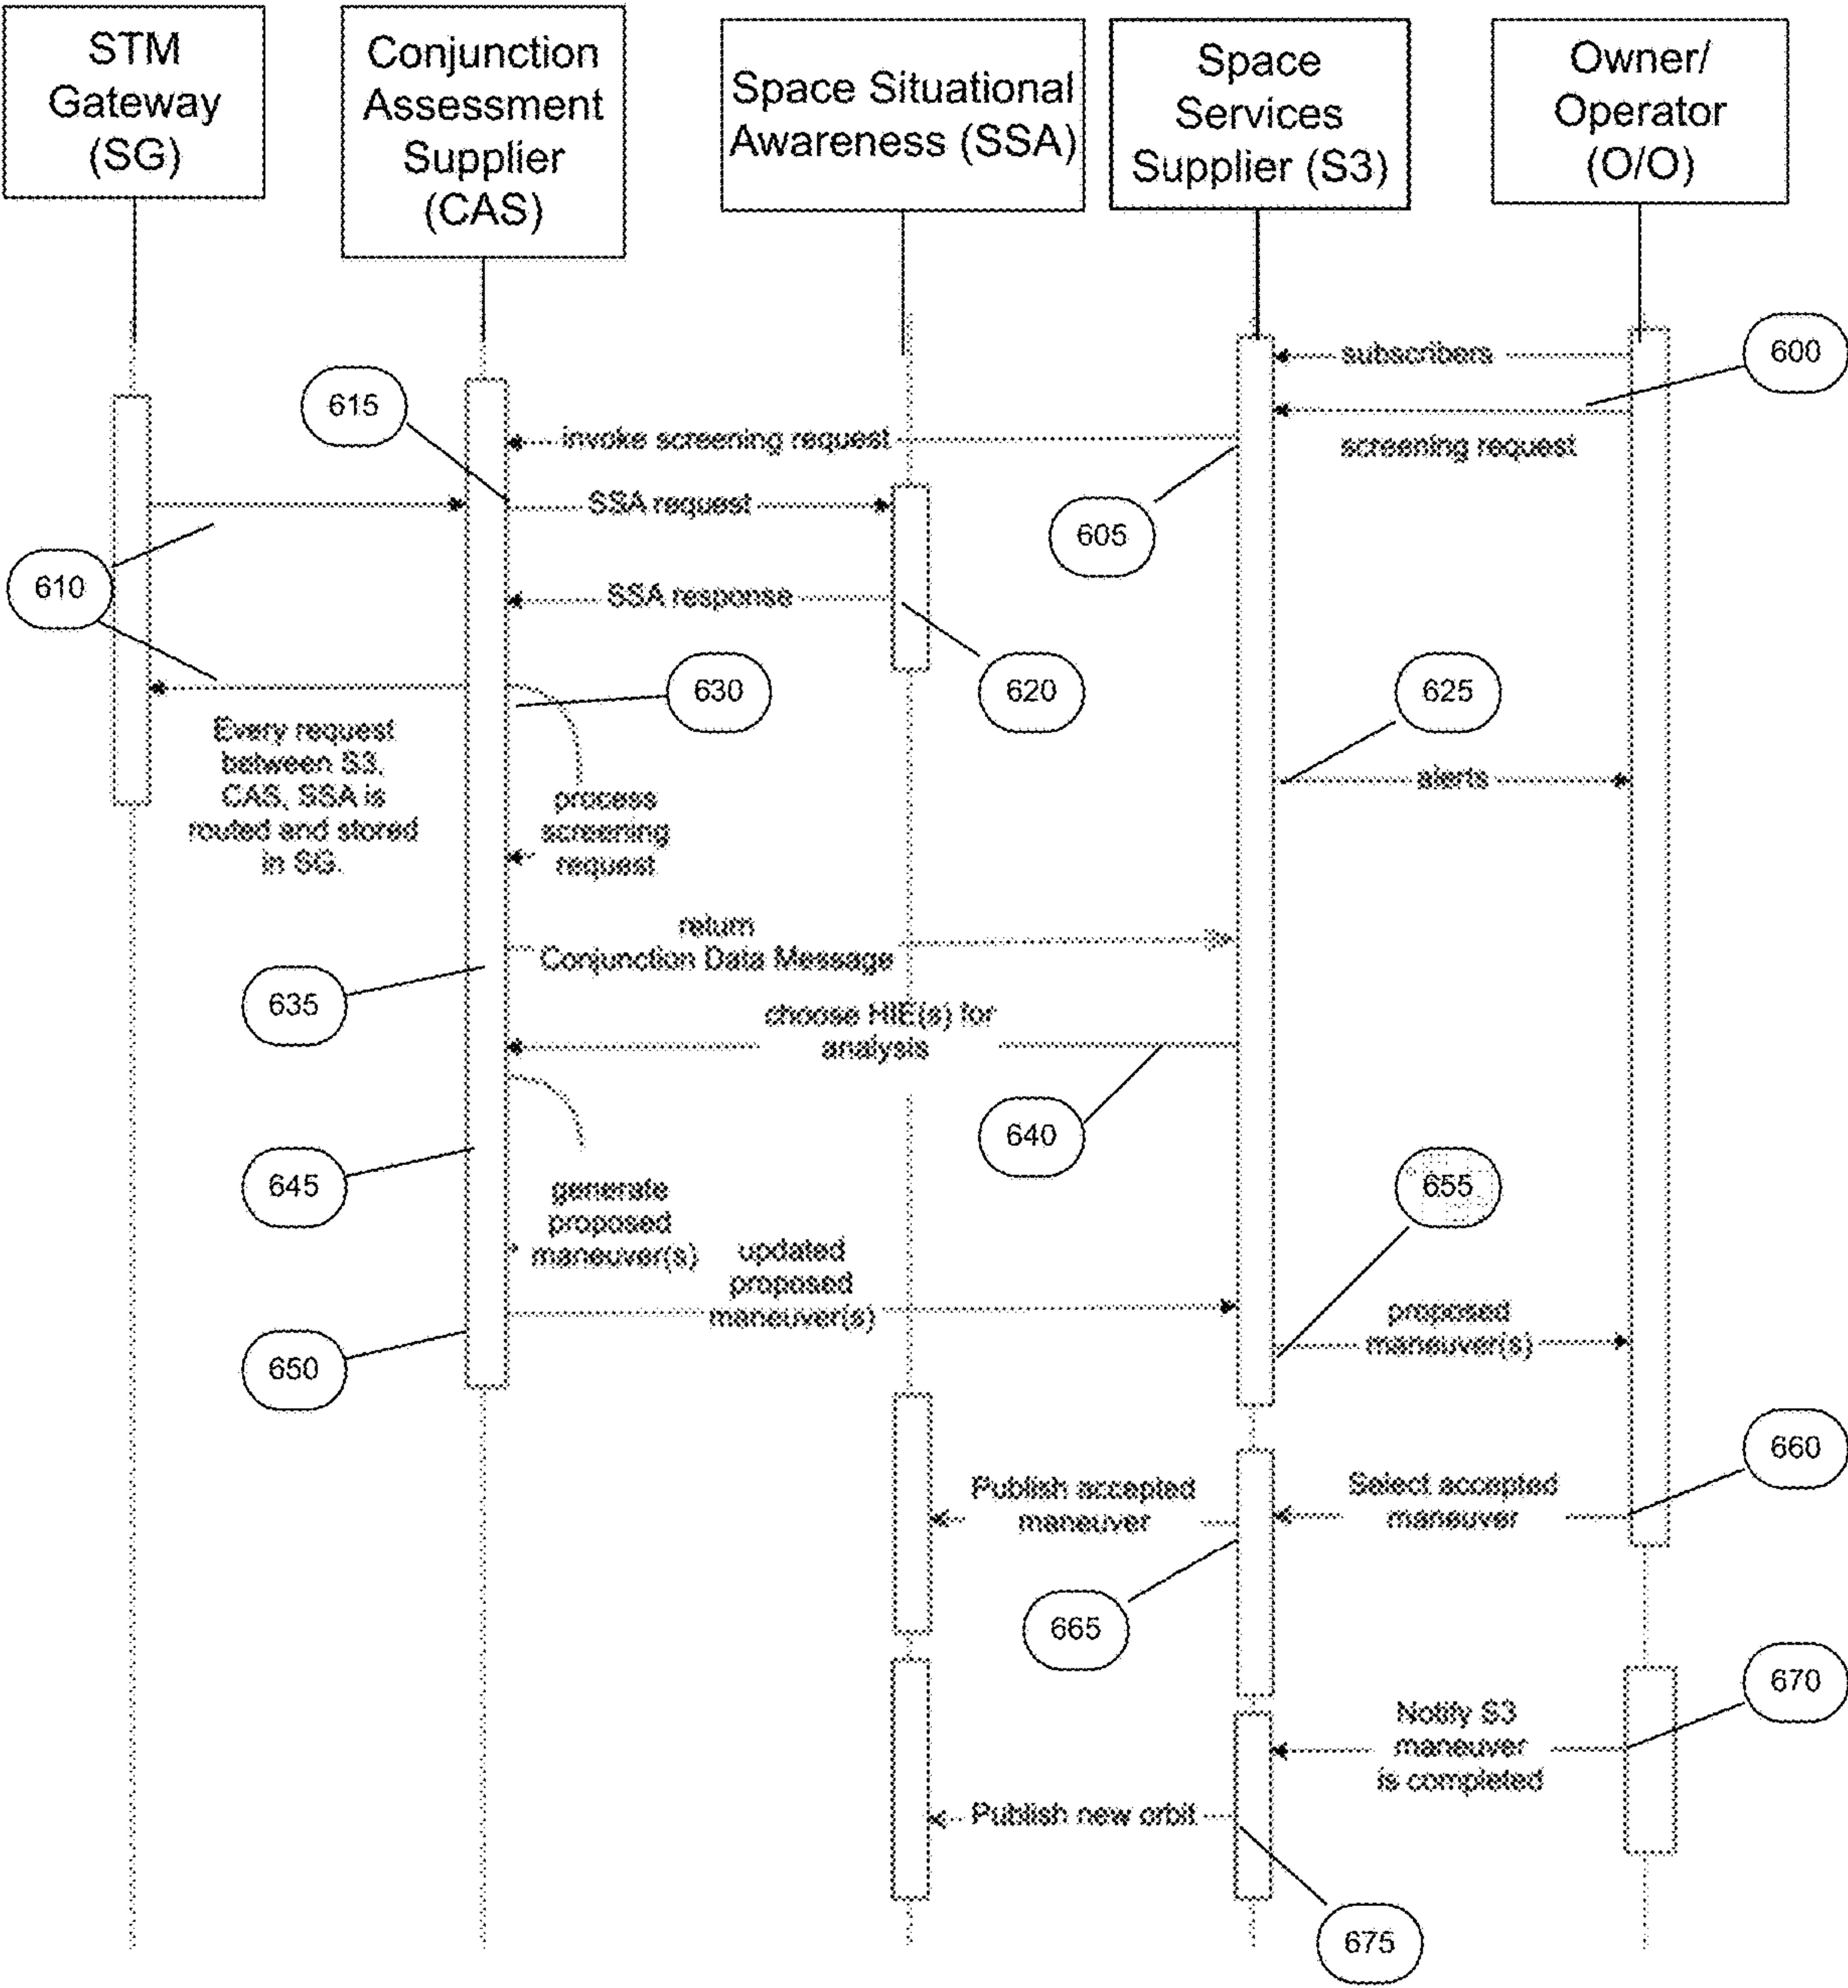 STM
Gateway
(SG)
Conjunction
Assessment
Supplier
(CAS)
Space Situational
Awareness (SSA)
Space
Services
Supplier (S3)
Owner/
Operator
(O/O)
subscribers
600
615
invoke screening request
screening request
SSA request
605
610
SSA response
630
620
625
Every request
between S3,
CAS, SSA is
routed and stored
in SG.
process
screening
request
alerts
return
Conjunction Data Message
635
choose HIE(s) for
analysis
640
645
generate
proposed
maneuver(s)
655
updated
proposed
maneuver(s)
proposed
maneuver(s)
650
660
Publish accepted
maneuver
Select accepted
maneuver
665
670
Notify S3
maneuver
is completed
Publish new orbit
675